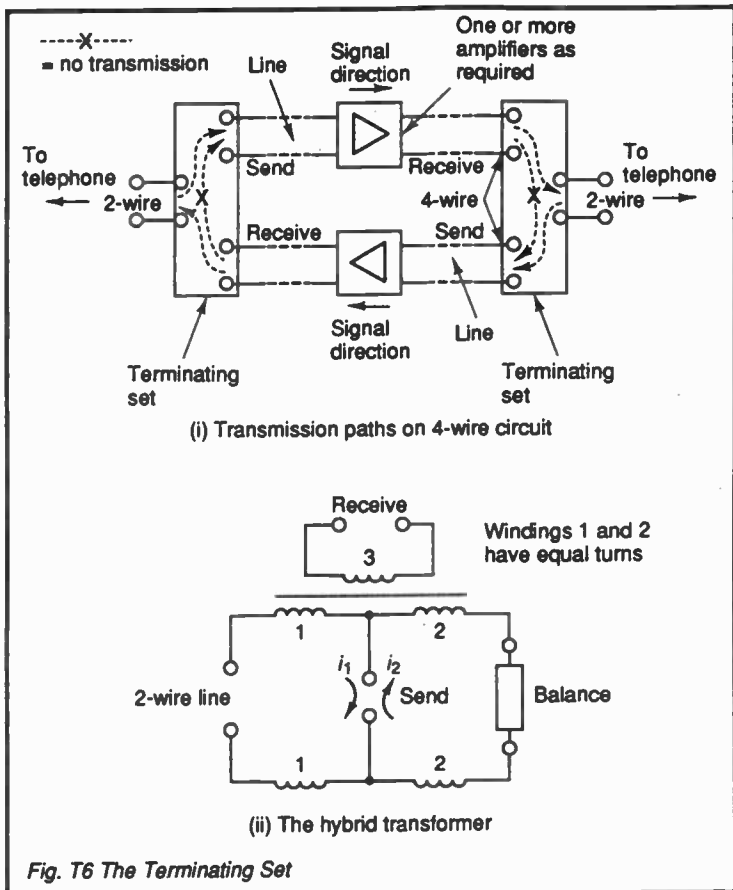 ---X---
= no transmission
Line
Signal
direction
One or more
amplifiers as
required
To
telephone
2-wire
X
Send
Receive
4-wire
X
To
telephone
2-wire
Receive
Send
Signal
direction
Line
Terminating
set
Terminating
set
(i) Transmission paths on 4-wire circuit
Receive
3
Windings 1 and 2
have equal turns
1
2
2-wire line
i1
i2
Send
Balance
1
2
(ii) The hybrid transformer
Fig. T6 The Terminating Set